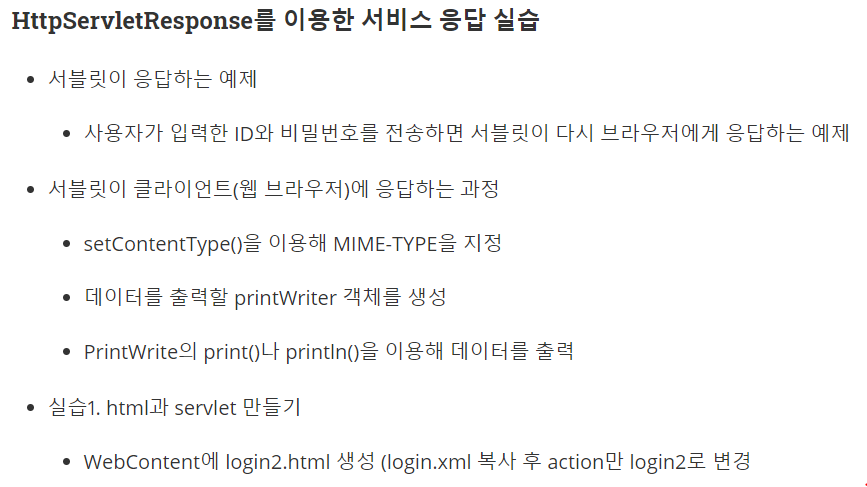 HttpServletResponse를 이용한 서비스 응답 실습
서블릿이 응답하는 예제
사용자가 입력한 ID와 비밀번호를 전송하면 서블릿이 다시 브라우저에게 응답하는 예제
서블릿이 클라이언트(웹 브라우저)에 응답하는 과정
setContentType()을 이용해 MIME-TYPE을 지정
데이터를 출력할 printWriter 객체를 생성
PrintWrite의 print()나 println()을 이용해 데이터를 출력
실습1. html과 servlet 만들기
WebContent에 login2.html 생성 (login.xml 복사 후 action만 login2로 변경